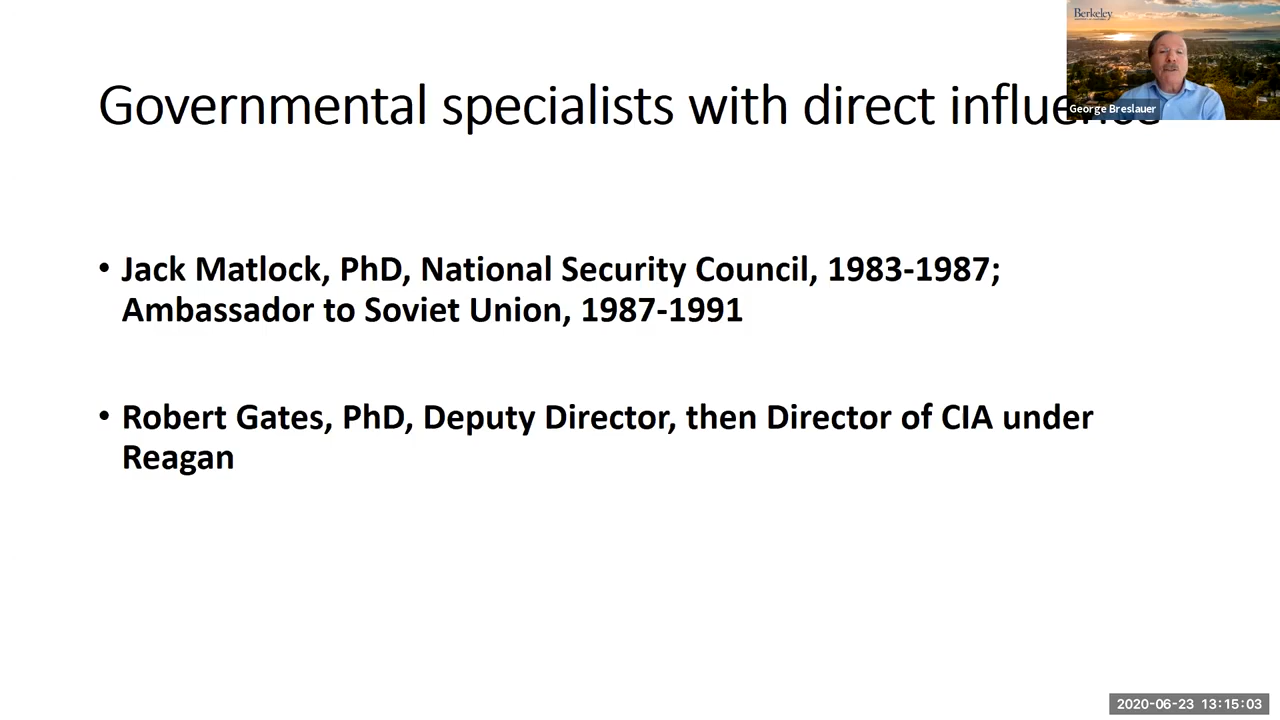 Berkeley
George Breslauer
Governmental specialists with direct influence
• Jack Matlock, PhD, National Security Council, 1983-1987;
Ambassador to Soviet Union, 1987-1991
• Robert Gates, PhD, Deputy Director, then Director of CIA under
Reagan
2020-06-23 13:15:03